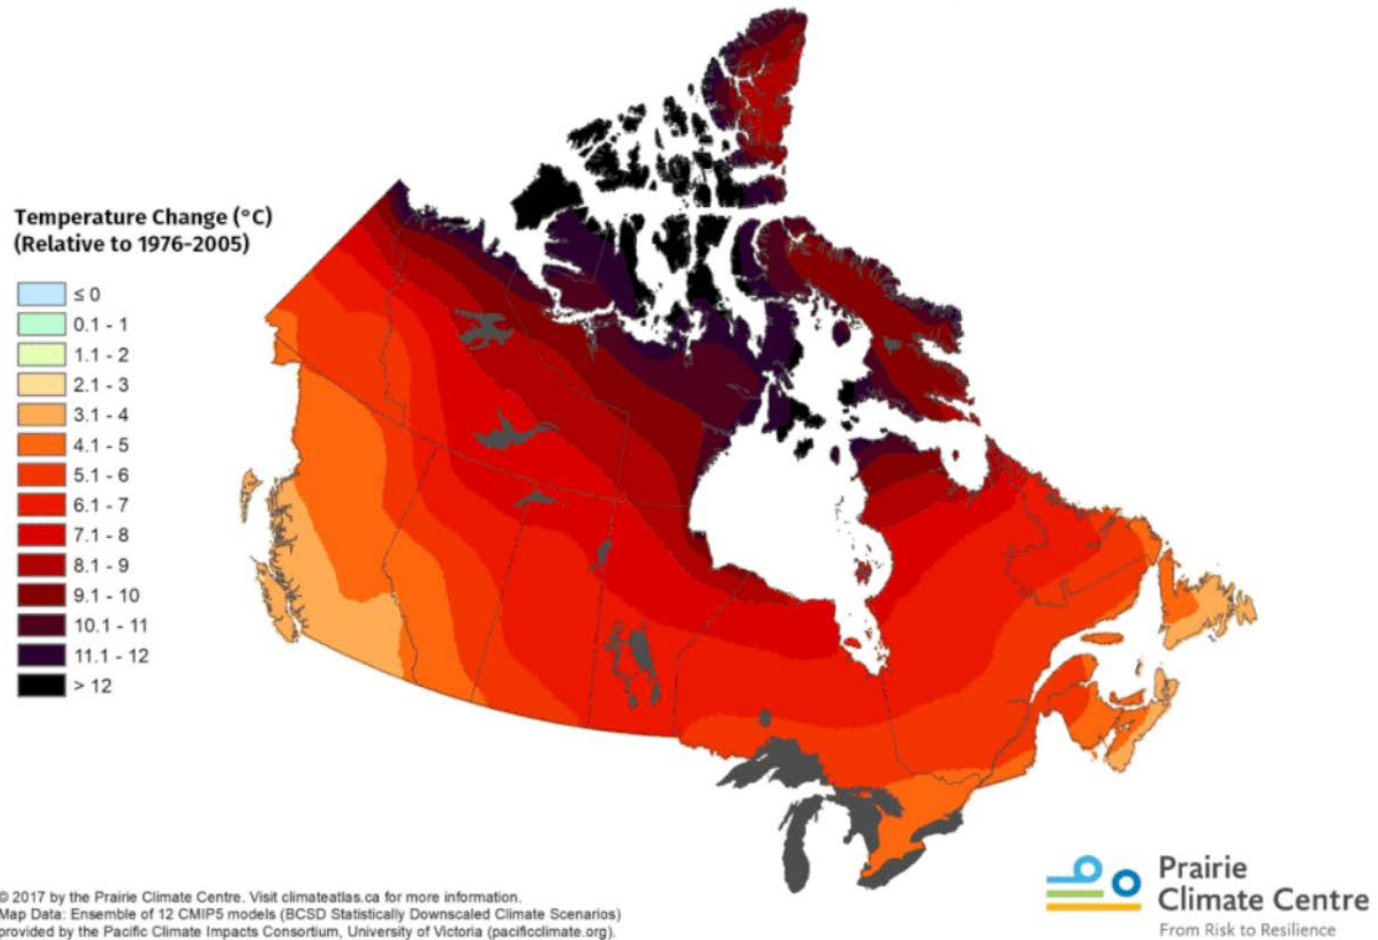 Temperature Change (°C)
(Relative to 1976-2005)
≤ 0
0.1 - 1
1.1 - 2
2.1 - 3
3.1 - 4
4.1 - 5
5.1 - 6
6.1 - 7
7.1 - 8
8.1 - 9
9.1 - 10
10.1 - 11
11.1 - 12
> 12
© 2017 by the Prairie Climate Centre. Visit climateatlas.ca for more information.
Map Data: Ensemble of 12 CMIP5 models (BCSD Statistically Downscaled Climate Scenarios)
provided by the Pacific Climate Impacts Consortium, University of Victoria (pacificclimate.org).
Prairie
Climate Centre
From Risk to Resilience